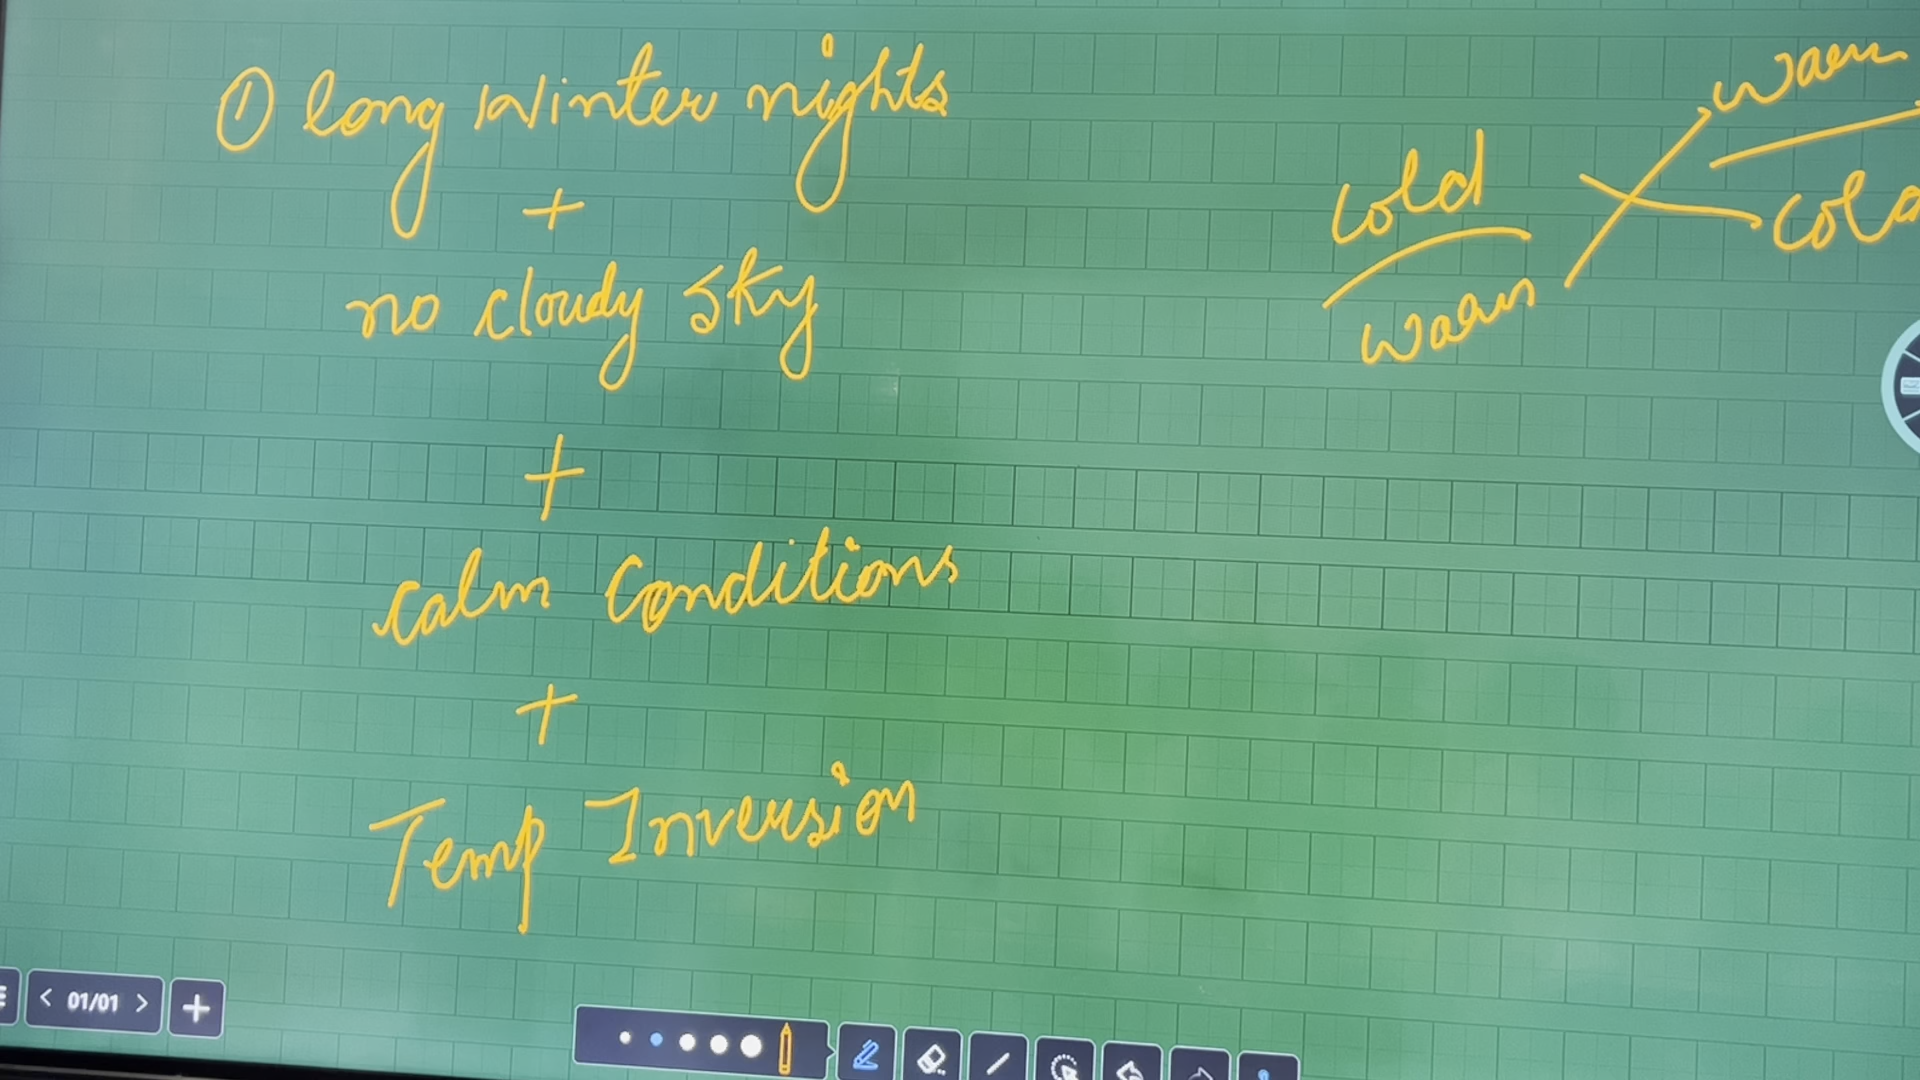 ① long winter nights
+
no cloudy sky
+
calm conditions
+
Temp Inversion
cold
warm
warm
cold
01/01